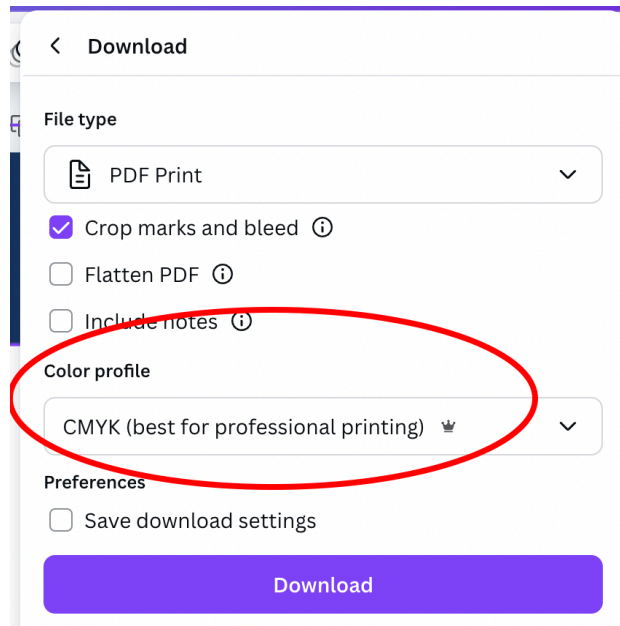 Download
File type
PDF Print
Crop marks and bleed
Flatten PDF
Include notes
Color profile
CMYK (best for professional printing)
Preferences
Save download settings
Download